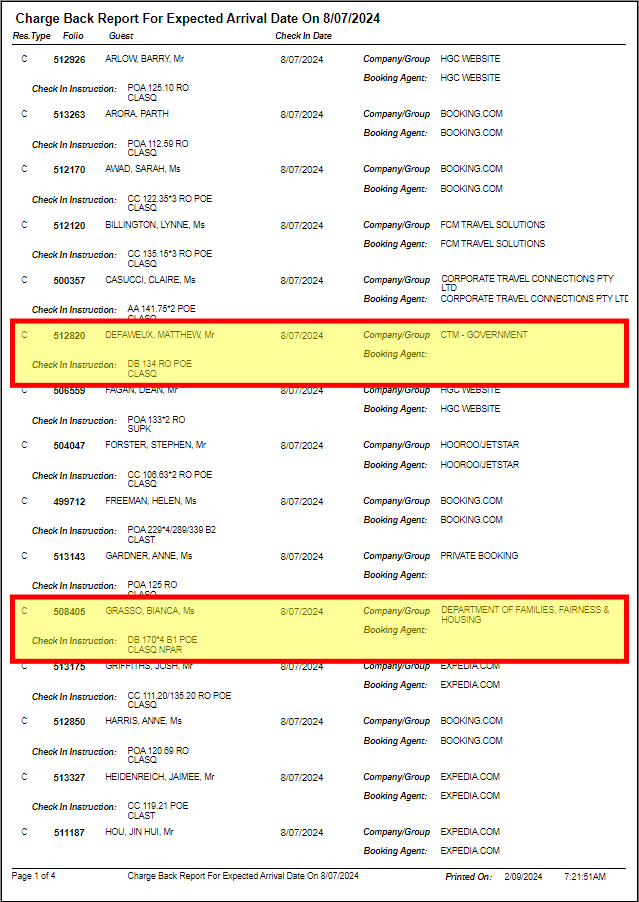 Charge Back Report For Expected Arrival Date On 8/07/2024
Res.Type Folio Guest Check In Date
C 512926 ARLOW, BARRY, Mr 8/07/2024 Company/Group HGC WEBSITE
Booking Agent: HGC WEBSITE
Check In Instruction: POA 125.10 RO
CLASQ
C 513263 ARORA, PARTH 8/07/2024 Company/Group BOOKING.COM
Booking Agent: BOOKING.COM
Check In Instruction: POA 112.59 RO
CLASQ
C 512170 AWAD, SARAH, Ms 8/07/2024 Company/Group BOOKING.COM
Booking Agent: BOOKING.COM
Check In Instruction: CC 122.35*3 RO POE
CLASQ
C 512120 BILLINGTON, LYNNE, Ms 8/07/2024 Company/Group FCM TRAVEL SOLUTIONS
Booking Agent: FCM TRAVEL SOLUTIONS
Check In Instruction: CC 135.15*3 RO POE
CLASQ
C 500357 CASUCCI, CLAIRE, Ms 8/07/2024 Company/Group CORPORATE TRAVEL CONNECTIONS PTY
LTD
Booking Agent: CORPORATE TRAVEL CONNECTIONS PTY LTD
Check In Instruction: AA 141.75*2 POE
CLASQ
C 512820 DEFAWEUX, MATTHEW, Mr 8/07/2024 Company/Group CTM - GOVERNMENT
Booking Agent:
Check In Instruction: DB 134 RO POE
CLASQ
C 506559 FAGAN, DEAN, Mr 8/07/2024 Company/Group HGC WEBSITE
Booking Agent: HGC WEBSITE
Check In Instruction: POA 133*2 RO
SUPK
C 504047 FORSTER, STEPHEN, Mr 8/07/2024 Company/Group HOOROO/JETSTAR
Booking Agent: HOOROO/JETSTAR
Check In Instruction: CC 106.63*2 RO POE
CLASQ
C 499712 FREEMAN, HELEN, Ms 8/07/2024 Company/Group BOOKING.COM
Booking Agent: BOOKING.COM
Check In Instruction: POA 229*4/289/339 B2
CLAST
C 513143 GARDNER, ANNE, Ms 8/07/2024 Company/Group PRIVATE BOOKING
Booking Agent:
Check In Instruction: POA 125 RO
CLASQ
C 508405 GRASSO, BIANCA, Ms 8/07/2024 Company/Group DEPARTMENT OF FAMILIES, FAIRNESS &
HOUSING
Booking Agent:
Check In Instruction: DB 170*4 B1 POE
CLASQ NPAR
C 513175 GRIFFITHS, JOSH, Mr 8/07/2024 Company/Group EXPEDIA.COM
Booking Agent: EXPEDIA.COM
Check In Instruction: CC 111.20/135.20 RO POE
CLASQ
C 512850 HARRIS, ANNE, Ms 8/07/2024 Company/Group BOOKING.COM
Booking Agent: BOOKING.COM
Check In Instruction: POA 120.69 RO
CLASQ
C 513327 HEIDENREICH, JAIMEE, Mr 8/07/2024 Company/Group EXPEDIA.COM
Booking Agent: EXPEDIA.COM
Check In Instruction: CC 119.21 POE
CLAST
C 511187 HOU, JIN HUI, Mr 8/07/2024 Company/Group EXPEDIA.COM
Booking Agent: EXPEDIA.COM
Page 1 of 4 Charge Back Report For Expected Arrival Date On 8/07/2024 Printed On: 2/09/2024 7:21:51AM